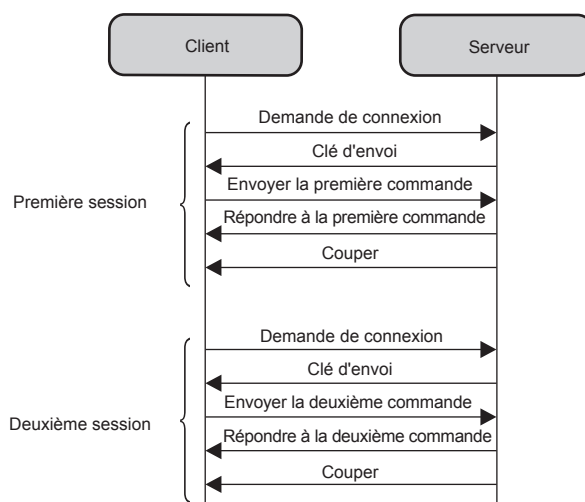 Client
Serveur
Demande de connexion
Clé d'envoi
Envoyer la première commande
Première session
Répondre à la première commande
Couper
Demande de connexion
Clé d'envoi
Envoyer la deuxième commande
Deuxième session
Répondre à la deuxième commande
Couper